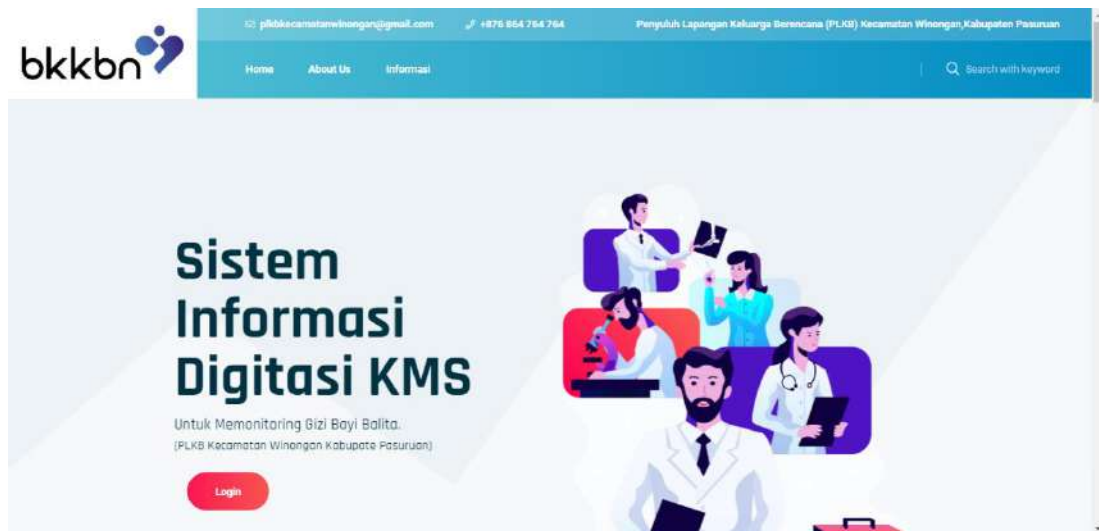 bkkbn
plkbkecamatanwinongan@gmail.com
+876 864 764 764
Penyuluh Lapangan Keluarga Berencana (PLKB) Kecamatan Winongan,Kabupaten Pasuruan
Home
About Us
Informasi
Search with keyword
Sistem
Informasi
Digitasi KMS
Untuk Memonitoring Gizi Bayi Balita.
(PLKB Kecamatan Winongan Kabupate Pasuruan)
Login